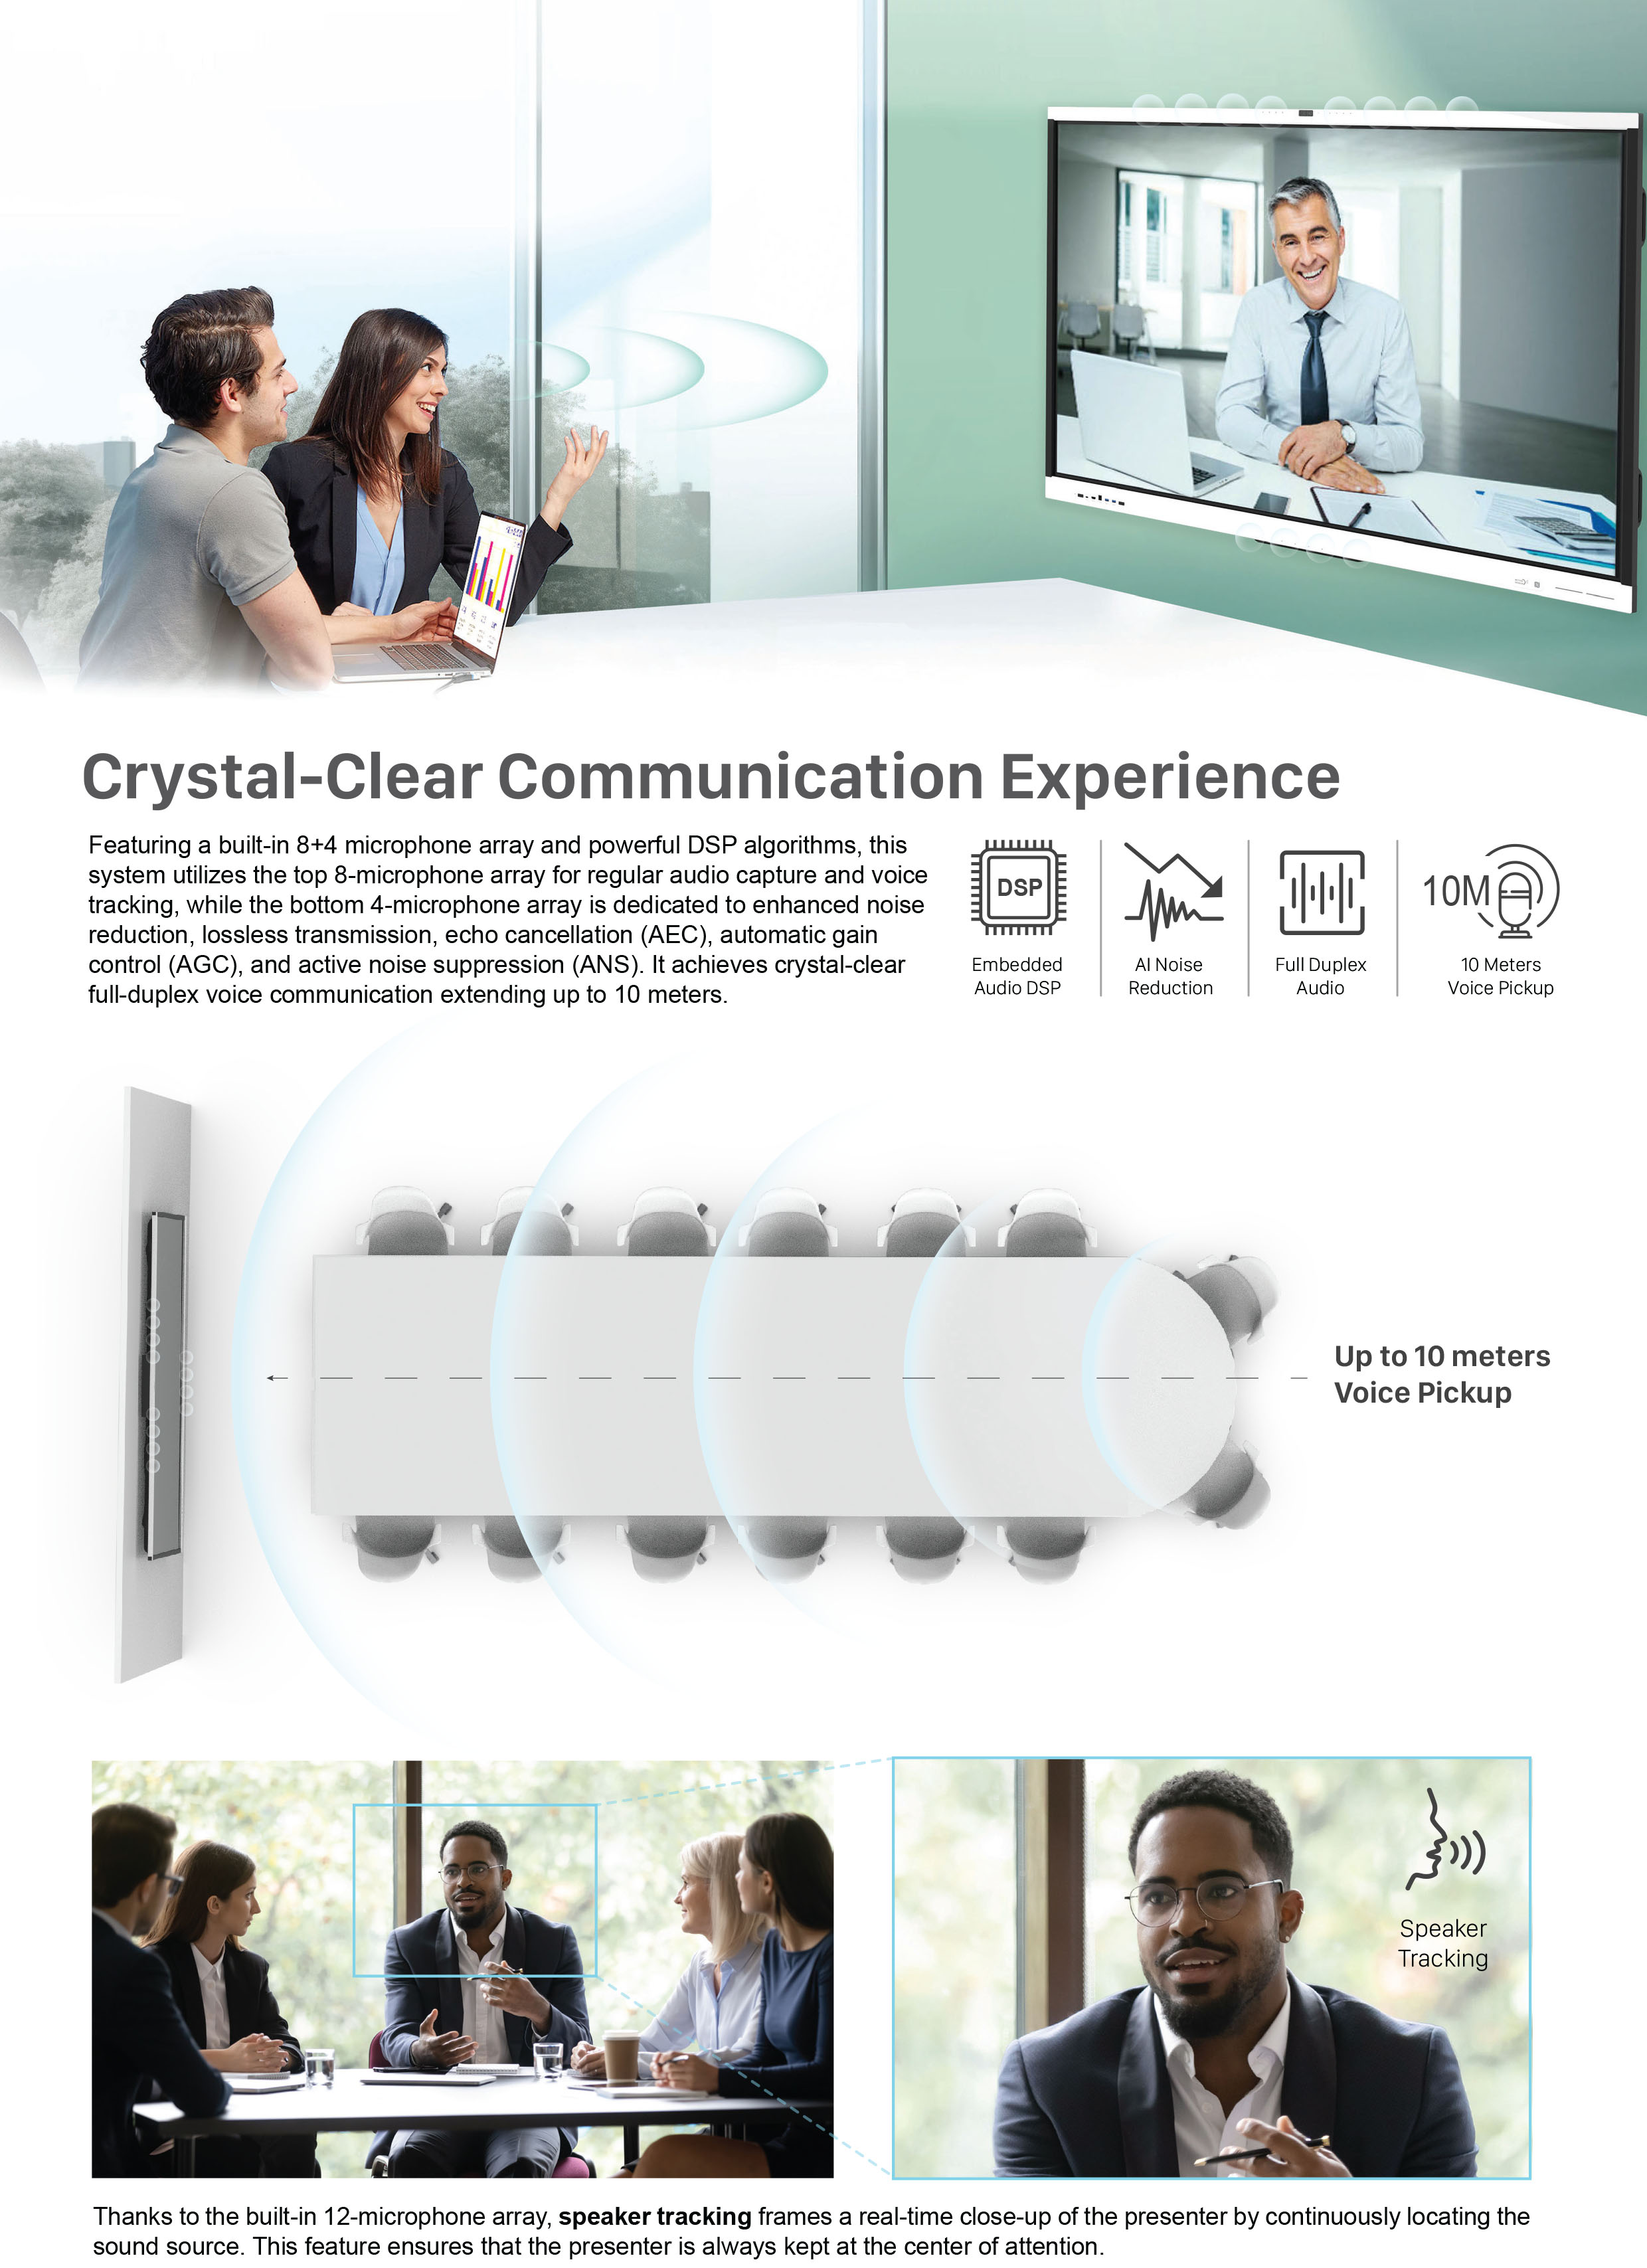 Crystal-Clear Communication Experience
Featuring a built-in 8+4 microphone array and powerful DSP algorithms, this
system utilizes the top 8-microphone array for regular audio capture and voice
tracking, while the bottom 4-microphone array is dedicated to enhanced noise
reduction, lossless transmission, echo cancellation (AEC), automatic gain
control (AGC), and active noise suppression (ANS). It achieves crystal-clear
full-duplex voice communication extending up to 10 meters.
DSP
Embedded
Audio DSP
AI Noise
Reduction
Full Duplex
Audio
10M
10 Meters
Voice Pickup
Up to 10 meters
Voice Pickup
Speaker
Tracking
Thanks to the built-in 12-microphone array, speaker tracking frames a real-time close-up of the presenter by continuously locating the
sound source. This feature ensures that the presenter is always kept at the center of attention.